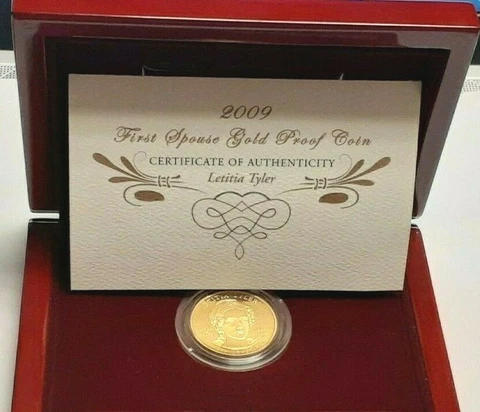 2009
First Spouse Gold Proof Coin
CERTIFICATE OF AUTHENTICITY
Letitia Tyler